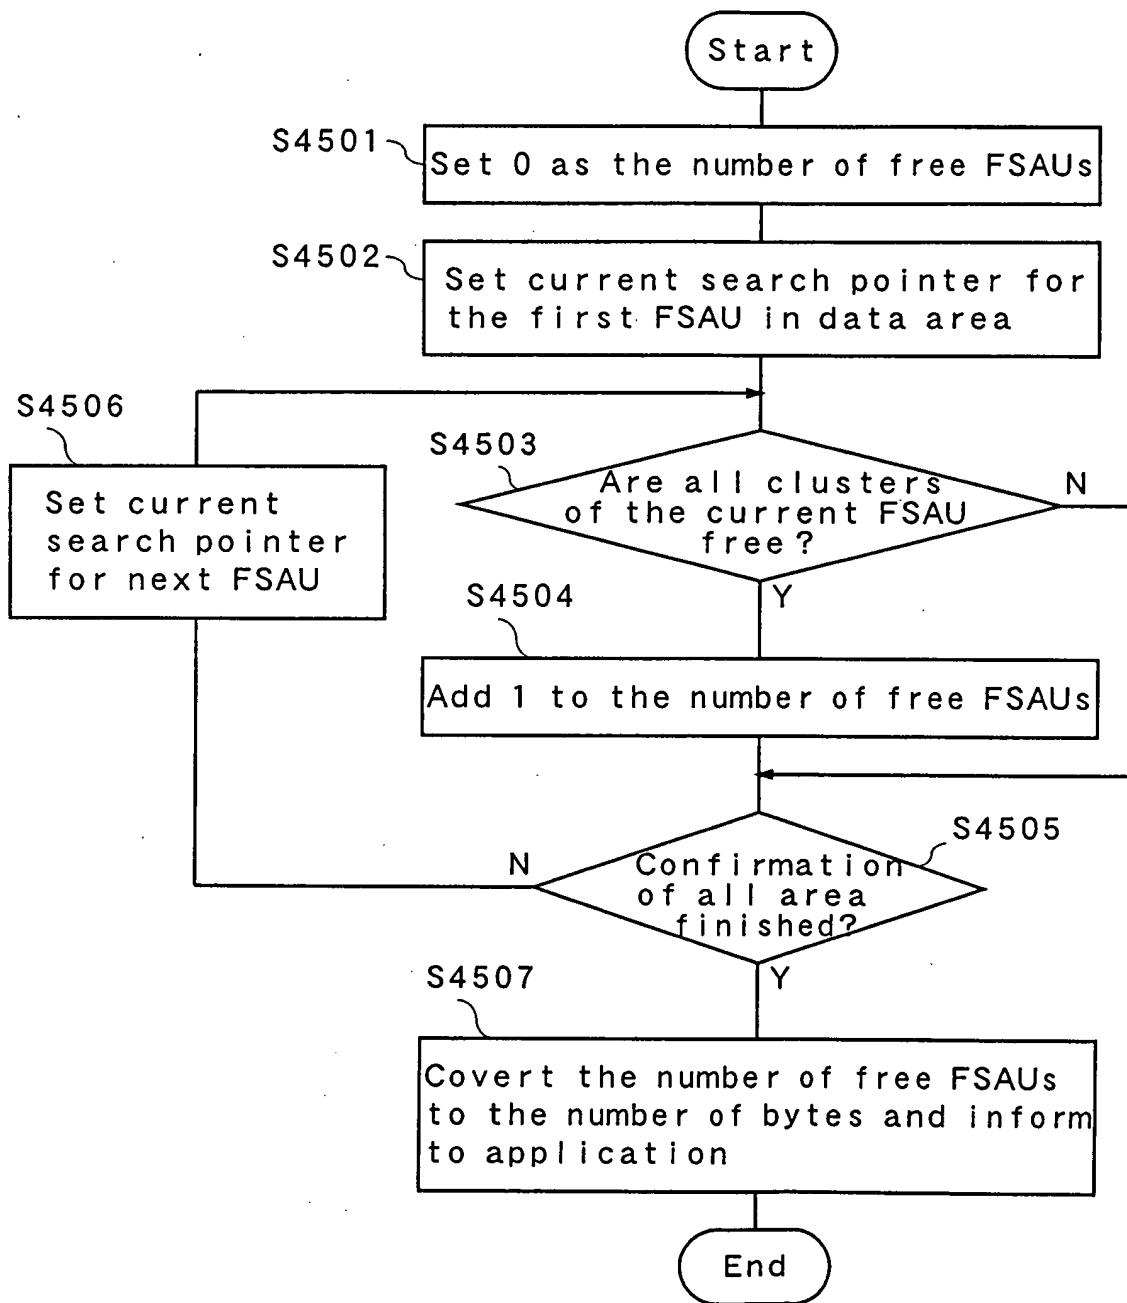 Start
S4501
Set 0 as the number of free FSAUs
S4502
Set current search pointer for
the first FSAU in data area
S4506
Set current
search pointer
for next FSAU
S4503
Are all clusters
of the current FSAU
free?
N
Y
S4504
Add 1 to the number of free FSAUs
S4505
Confirmation
of all area
finished?
N
Y
S4507
Covert the number of free FSAUs
to the number of bytes and inform
to application
End